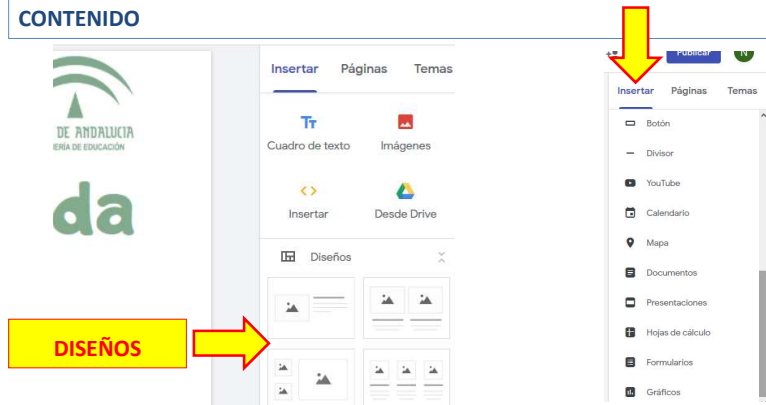 CONTENIDO
DE ANDALUCIA
ERÍA DE EDUCACIÓN
da
Insertar Páginas Temas
Cuadro de texto Imágenes
Insertar Desde Drive
Diseños
DISEÑOS
Publicar N
Insertar Páginas Temas
Botón
Divisor
YouTube
Calendario
Mapa
Documentos
Presentaciones
Hojas de cálculo
Formularios
Gráficos